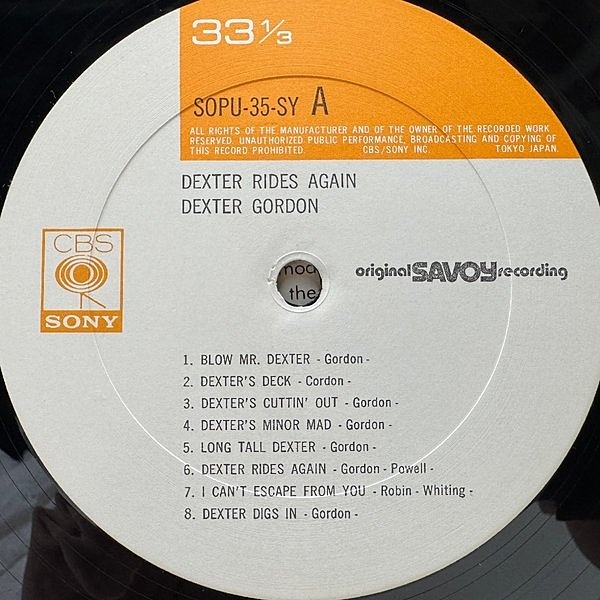 33 1/3
SOPU-35-SY A
ALL RIGHTS OF THE MANUFACTURER AND OF THE OWNER OF THE RECORDED WORK
RESERVED. UNAUTHORIZED PUBLIC PERFORMANCE, BROADCASTING AND COPYING OF
THIS RECORD PROHIBITED. CBS/SONY INC. TOKYO JAPAN.
DEXTER RIDES AGAIN
DEXTER GORDON
CBS
SONY
the
original SAVOY recording
1. BLOW MR. DEXTER - Gordon -
2. DEXTER'S DECK - Cordon -
3. DEXTER'S CUTTIN' OUT - Gordon -
4. DEXTER'S MINOR MAD - Gordon -
5. LONG TALL DEXTER - Gordon -
6. DEXTER RIDES AGAIN - Gordon - Powell -
7. I CAN'T ESCAPE FROM YOU - Robin - Whiting -
8. DEXTER DIGS IN - Gordon -